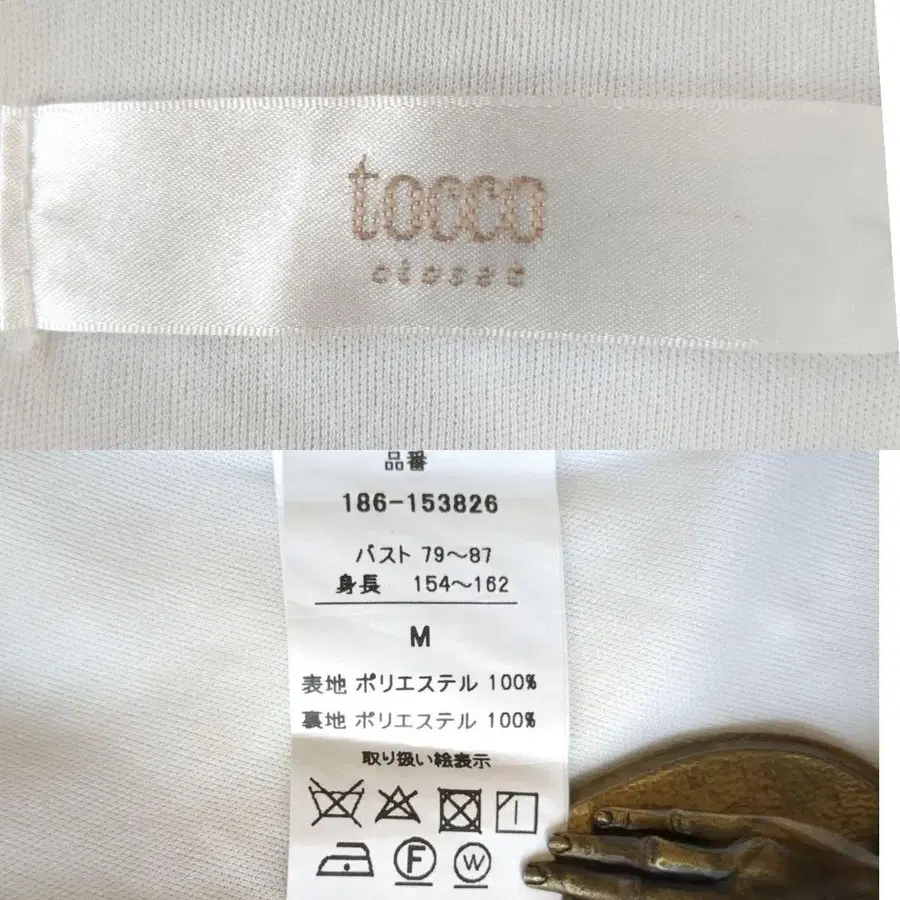 tocco
closet
品番
186-153826
バスト 79～87
身長 154～162
M
表地 ポリエステル 100%
裏地 ポリエステル 100%
取り扱い絵表示
F
W